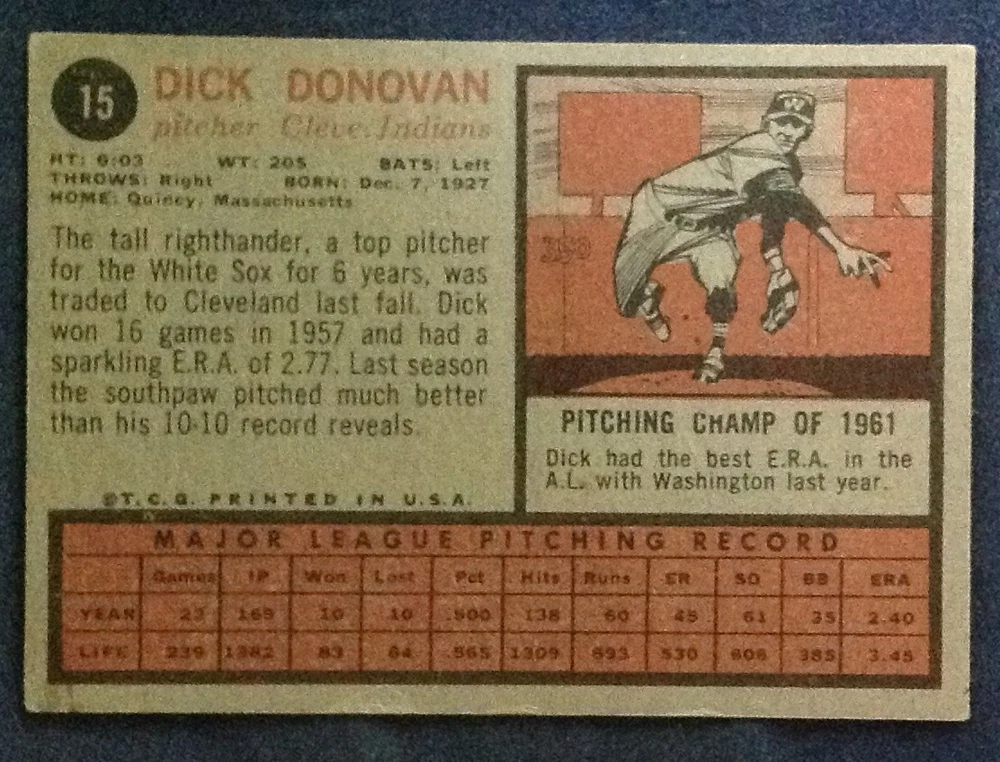 15
DICK DONOVAN
pitcher Cleve. Indians
HT: 6:03 WT: 205 BATS: Left
THROWS: Right BORN: Dec. 7, 1927
HOME: Quincy, Massachusetts
The tall righthander, a top pitcher
for the White Sox for 6 years, was
traded to Cleveland last fall. Dick
won 16 games in 1957 and had a
sparkling E.R.A. of 2.77. Last season
the southpaw pitched much better
than his 10-10 record reveals.
©T.C.G. PRINTED IN U.S.A.
W
350
PITCHING CHAMP OF 1961
Dick had the best E.R.A. in the
A.L. with Washington last year.
MAJOR LEAGUE PITCHING RECORD
Games IP Won Lost Pct Hits Runs ER SO BB ERA
YEAR 23 169 10 10 .500 138 60 45 61 35 2.40
LIFE 239 1382 83 64 .565 1309 593 530 606 385 3.45